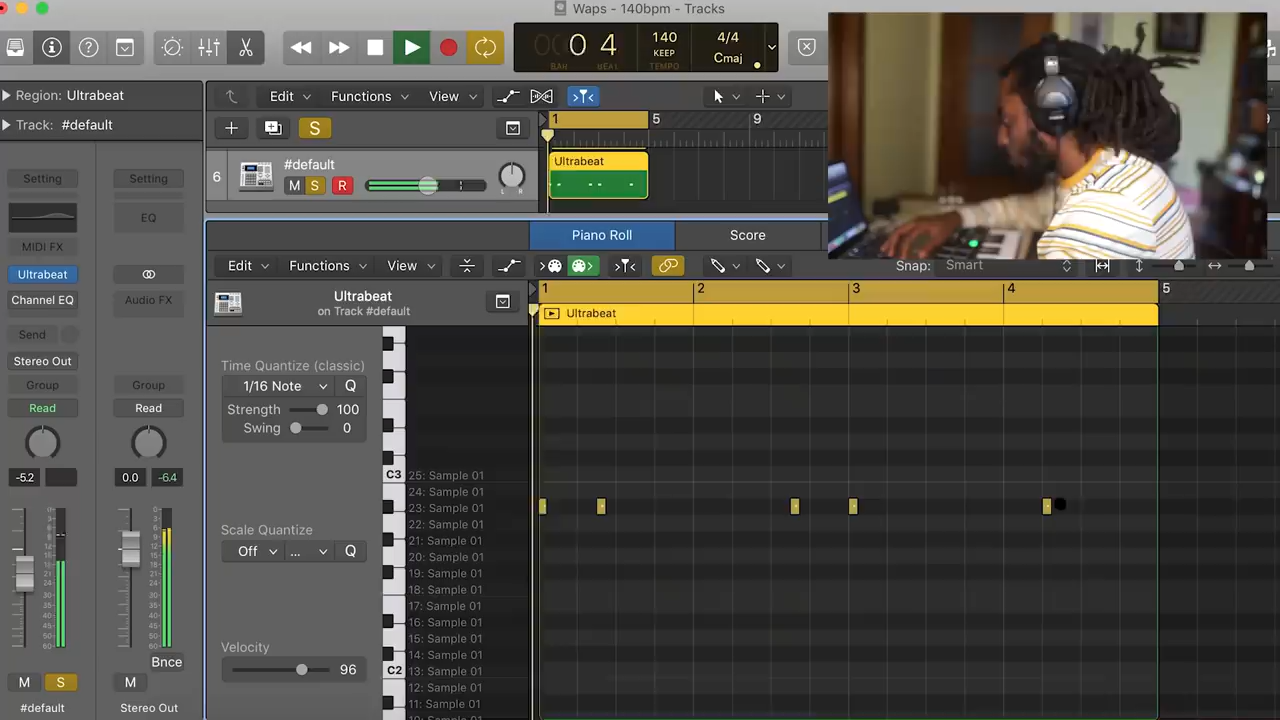 Waps - 140bpm - Tracks
0 4
140
KEEP
TEMPO
4/4
Cmaj
Region: Ultrabeat
Track: #default
Edit
Functions
View
1
5
9
6
#default
M
S
R
L R
Ultrabeat
Setting
Setting
EQ
MIDI FX
Ultrabeat
Channel EQ
Audio FX
Send
Stereo Out
Group
Group
Read
Read
-5.2
0.0
-6.4
Bnce
M
S
M
#default
Stereo Out
Piano Roll
Score
Edit
Functions
View
Snap:
Smart
Ultrabeat
on Track #default
1
2
3
4
5
Ultrabeat
Time Quantize (classic)
1/16 Note
Q
Strength
100
Swing
0
Scale Quantize
Off
...
Q
Velocity
96
C3
C2
25: Sample 01
24: Sample 01
23: Sample 01
22: Sample 01
21: Sample 01
20: Sample 01
19: Sample 01
18: Sample 01
17: Sample 01
16: Sample 01
15: Sample 01
14: Sample 01
13: Sample 01
12: Sample 01
11: Sample 01